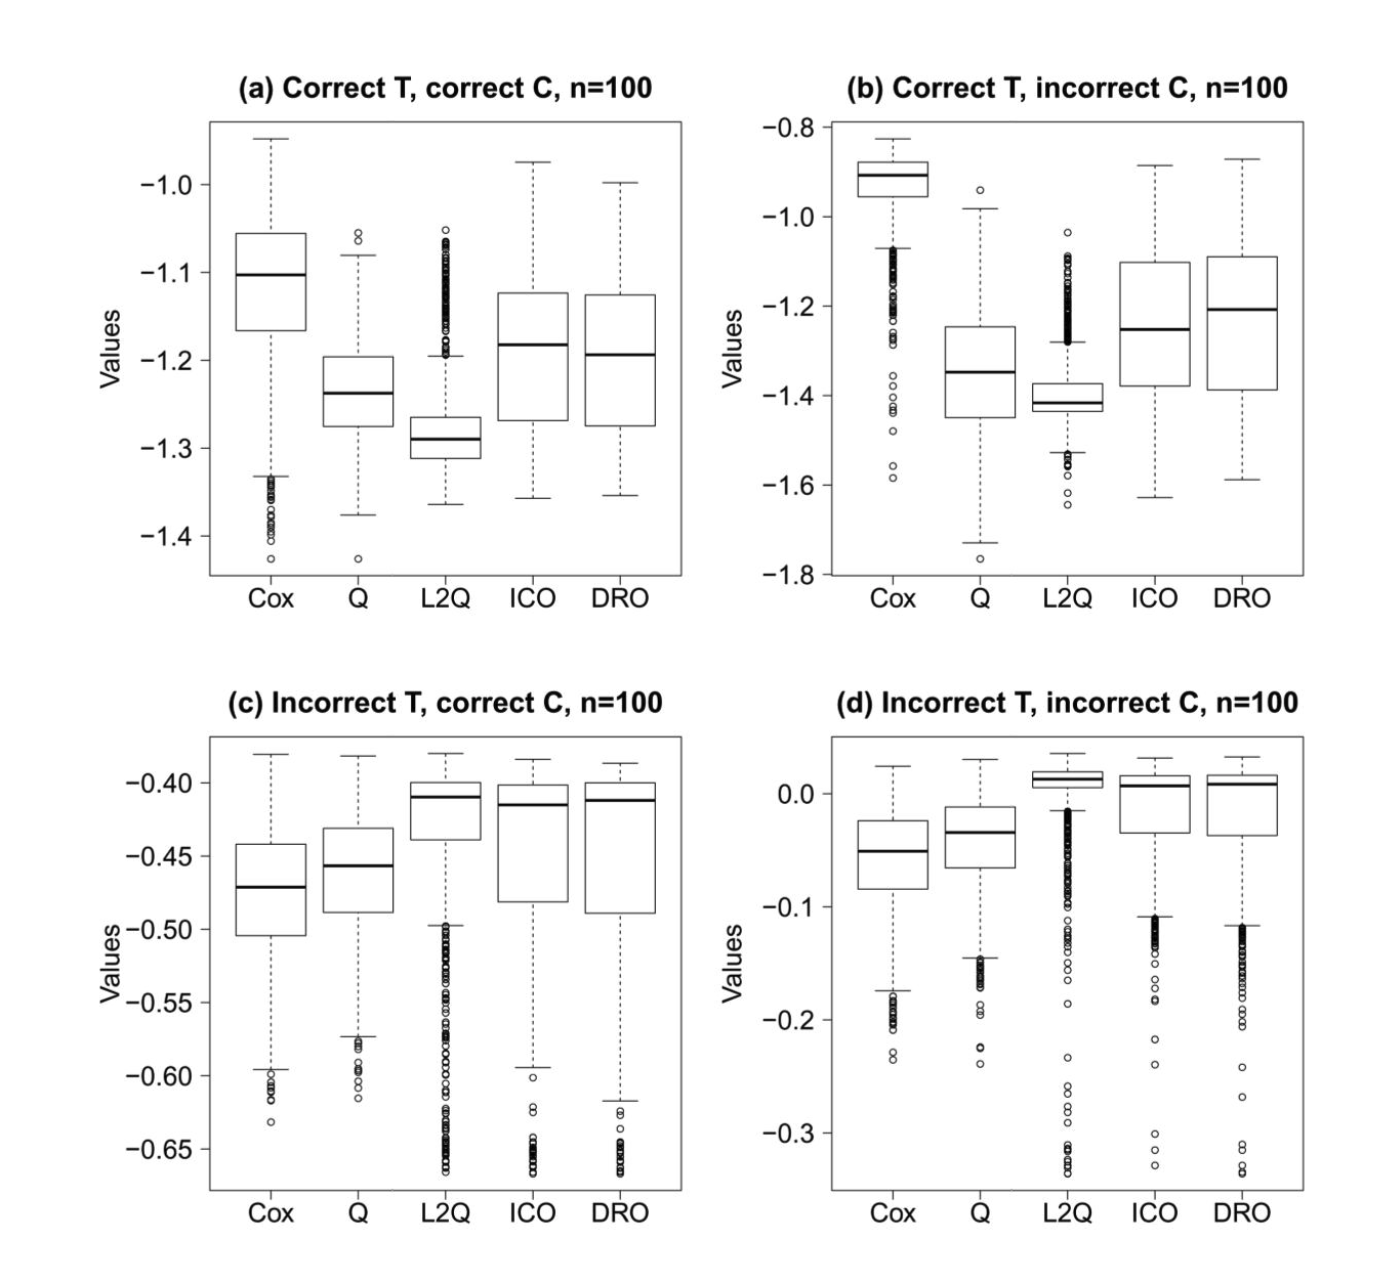 (a) Correct T, correct C, n=100
Values
−1.0
−1.1
−1.2
−1.3
−1.4
Cox Q L2Q ICO DRO
(b) Correct T, incorrect C, n=100
Values
−0.8
−1.0
−1.2
−1.4
−1.6
−1.8
Cox Q L2Q ICO DRO
(c) Incorrect T, correct C, n=100
Values
−0.40
−0.45
−0.50
−0.55
−0.60
−0.65
Cox Q L2Q ICO DRO
(d) Incorrect T, incorrect C, n=100
Values
0.0
−0.1
−0.2
−0.3
Cox Q L2Q ICO DRO